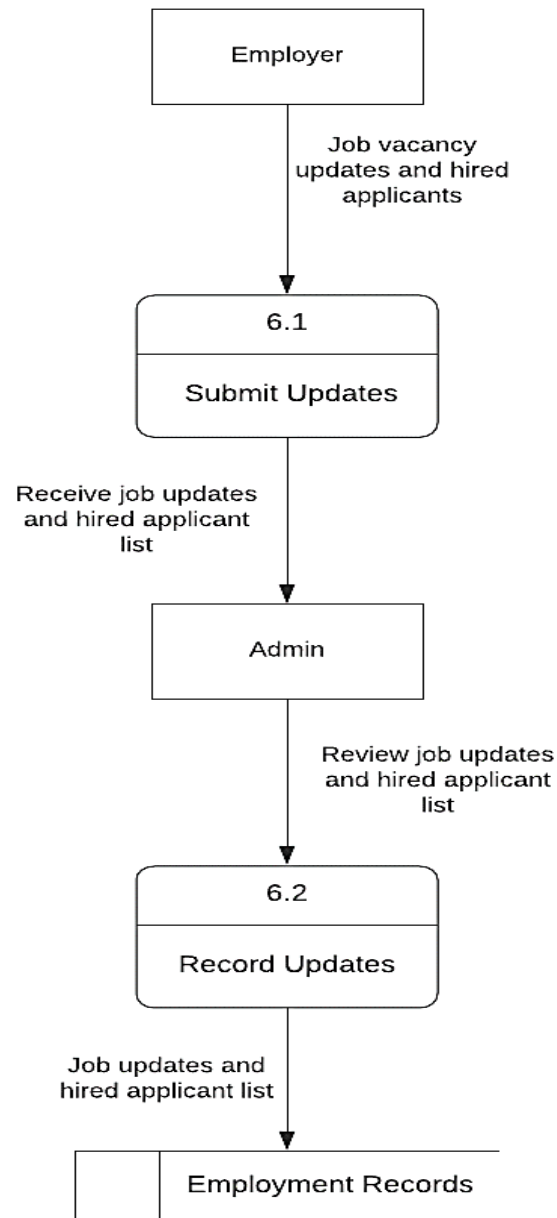 Employer
Job vacancy
updates and hired
applicants
6.1
Submit Updates
Receive job updates
and hired applicant
list
Admin
Review job updates
and hired applicant
list
6.2
Record Updates
Job updates and
hired applicant list
Employment Records